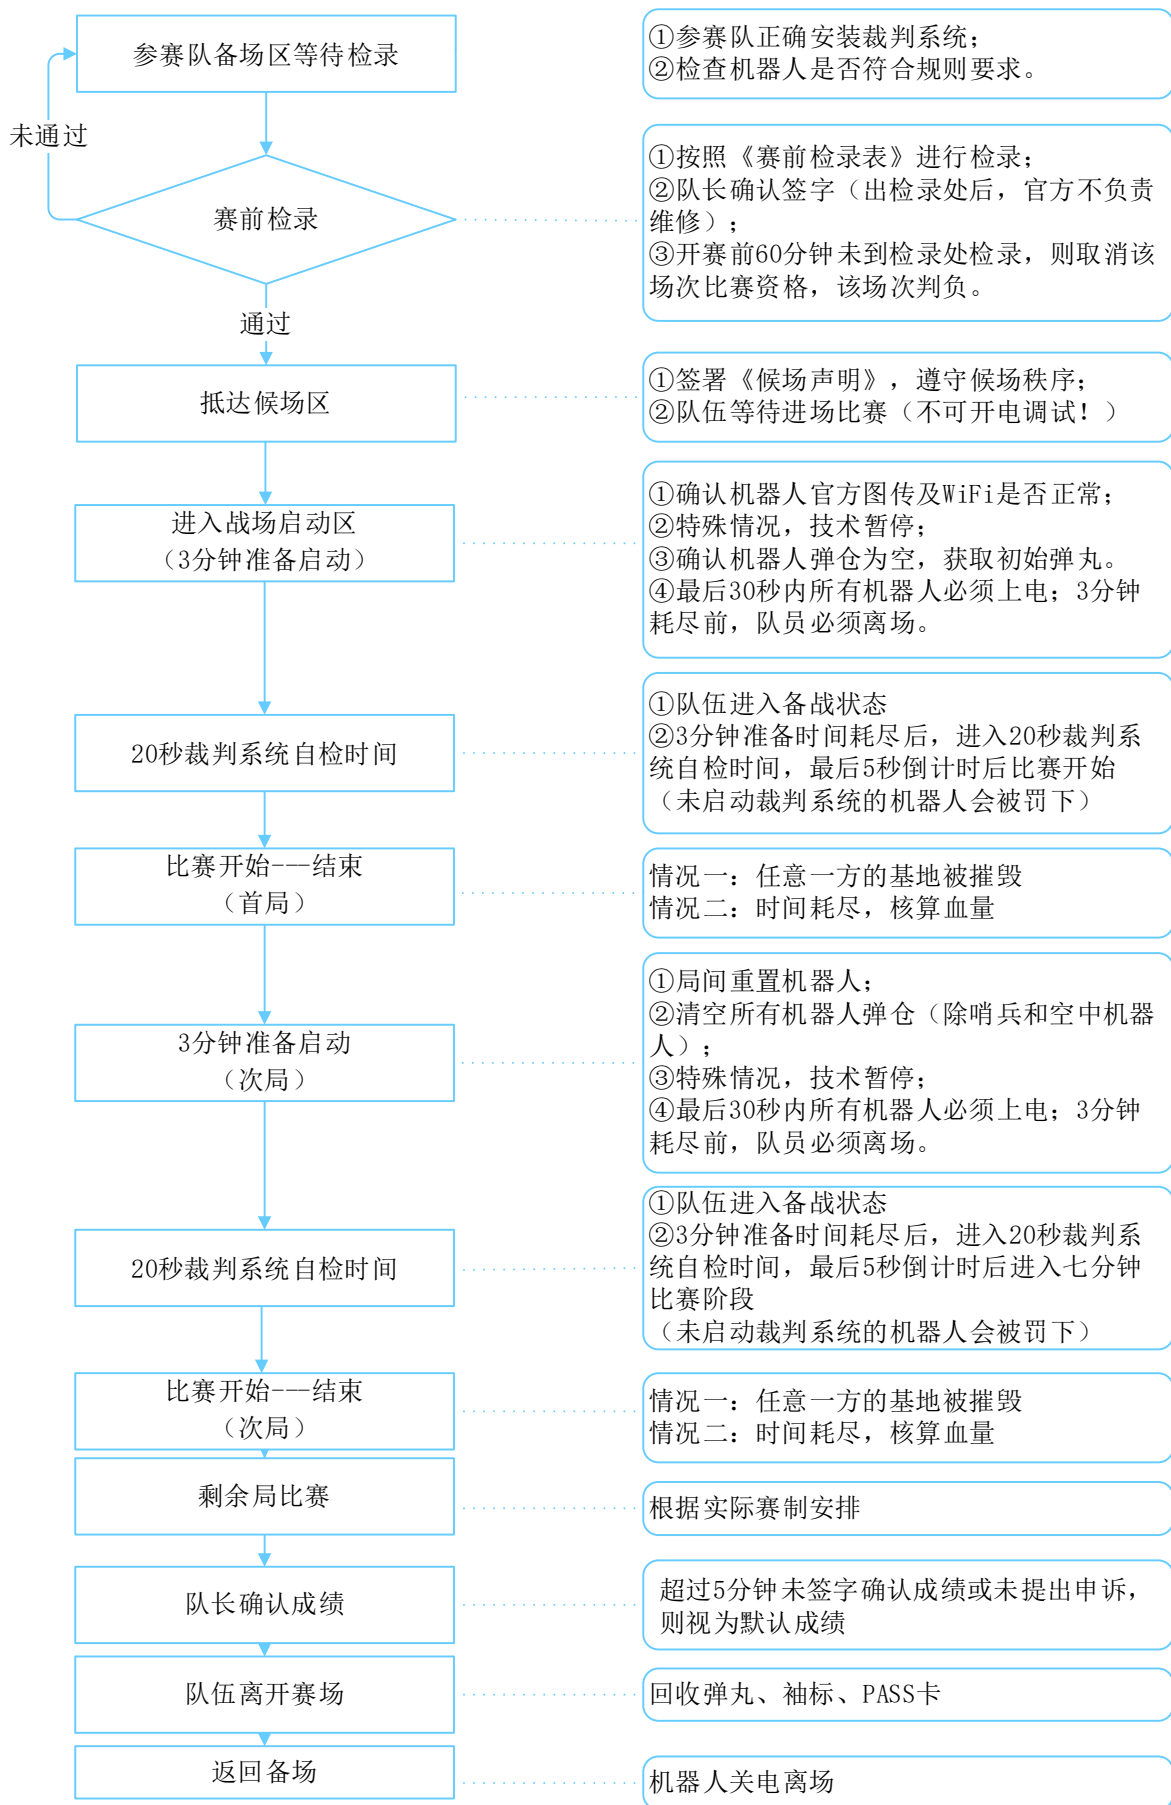 参赛队备场区等待检录
①参赛队正确安装裁判系统；
②检查机器人是否符合规则要求。
未通过
赛前检录
①按照《赛前检录表》进行检录；
②队长确认签字（出检录处后，官方不负责
维修）；
③开赛前60分钟未到检录处检录，则取消该
场次比赛资格，该场次判负。
通过
抵达候场区
①签署《候场声明》，遵守候场秩序；
②队伍等待进场比赛（不可开电调试！）
进入战场启动区
（3分钟准备启动）
①确认机器人官方图传及WiFi是否正常；
②特殊情况，技术暂停；
③确认机器人弹仓为空，获取初始弹丸。
④最后30秒内所有机器人必须上电；3分钟
耗尽前，队员必须离场。
20秒裁判系统自检时间
①队伍进入备战状态
②3分钟准备时间耗尽后，进入20秒裁判系
统自检时间，最后5秒倒计时后比赛开始
（未启动裁判系统的机器人会被罚下）
比赛开始---结束
（首局）
情况一：任意一方的基地被摧毁
情况二：时间耗尽，核算血量
3分钟准备启动
（次局）
①局间重置机器人；
②清空所有机器人弹仓（除哨兵和空中机器
人）；
③特殊情况，技术暂停；
④最后30秒内所有机器人必须上电；3分钟
耗尽前，队员必须离场。
20秒裁判系统自检时间
①队伍进入备战状态
②3分钟准备时间耗尽后，进入20秒裁判系
统自检时间，最后5秒倒计时后进入七分钟
比赛阶段
（未启动裁判系统的机器人会被罚下）
比赛开始---结束
（次局）
情况一：任意一方的基地被摧毁
情况二：时间耗尽，核算血量
剩余局比赛
根据实际赛制安排
队长确认成绩
超过5分钟未签字确认成绩或未提出申诉，
则视为默认成绩
队伍离开赛场
回收弹丸、袖标、PASS卡
返回备场
机器人关电离场